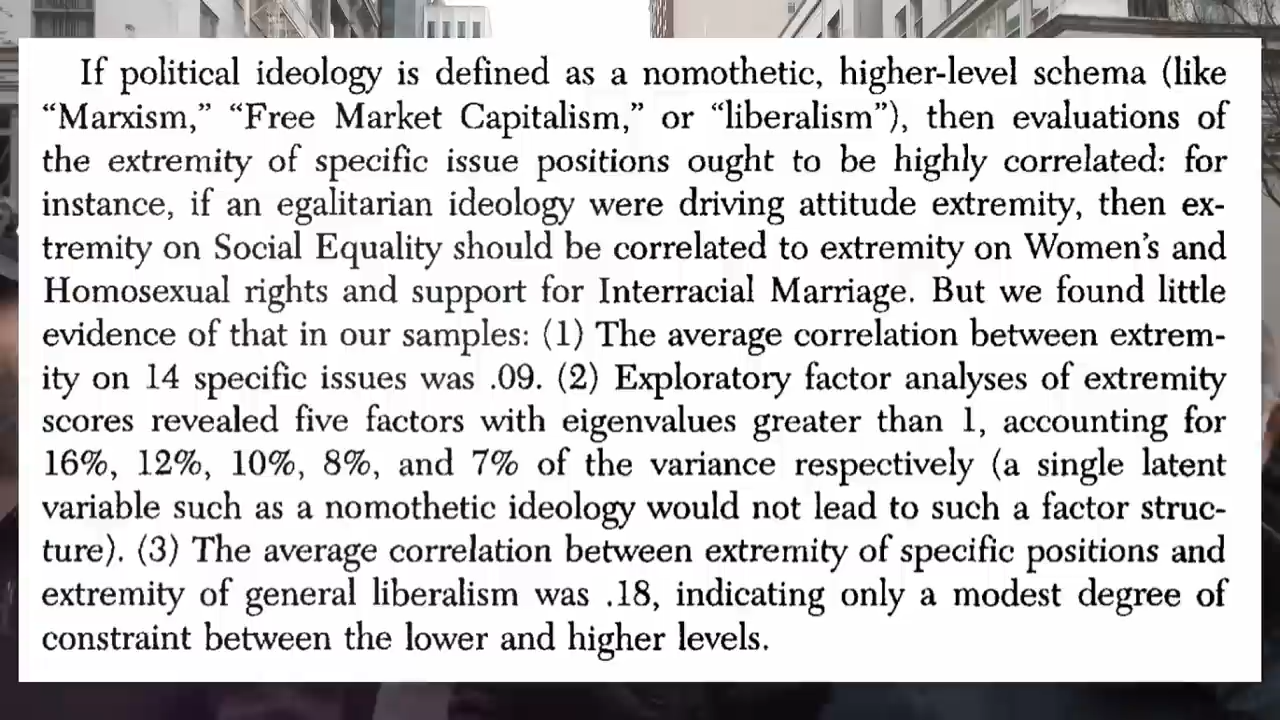 If political ideology is defined as a nomothetic, higher-level schema (like
“Marxism,” “Free Market Capitalism,” or “liberalism”), then evaluations of
the extremity of specific issue positions ought to be highly correlated: for
instance, if an egalitarian ideology were driving attitude extremity, then ex-
tremity on Social Equality should be correlated to extremity on Women’s and
Homosexual rights and support for Interracial Marriage. But we found little
evidence of that in our samples: (1) The average correlation between extrem-
ity on 14 specific issues was .09. (2) Exploratory factor analyses of extremity
scores revealed five factors with eigenvalues greater than 1, accounting for
16%, 12%, 10%, 8%, and 7% of the variance respectively (a single latent
variable such as a nomothetic ideology would not lead to such a factor struc-
ture). (3) The average correlation between extremity of specific positions and
extremity of general liberalism was .18, indicating only a modest degree of
constraint between the lower and higher levels.